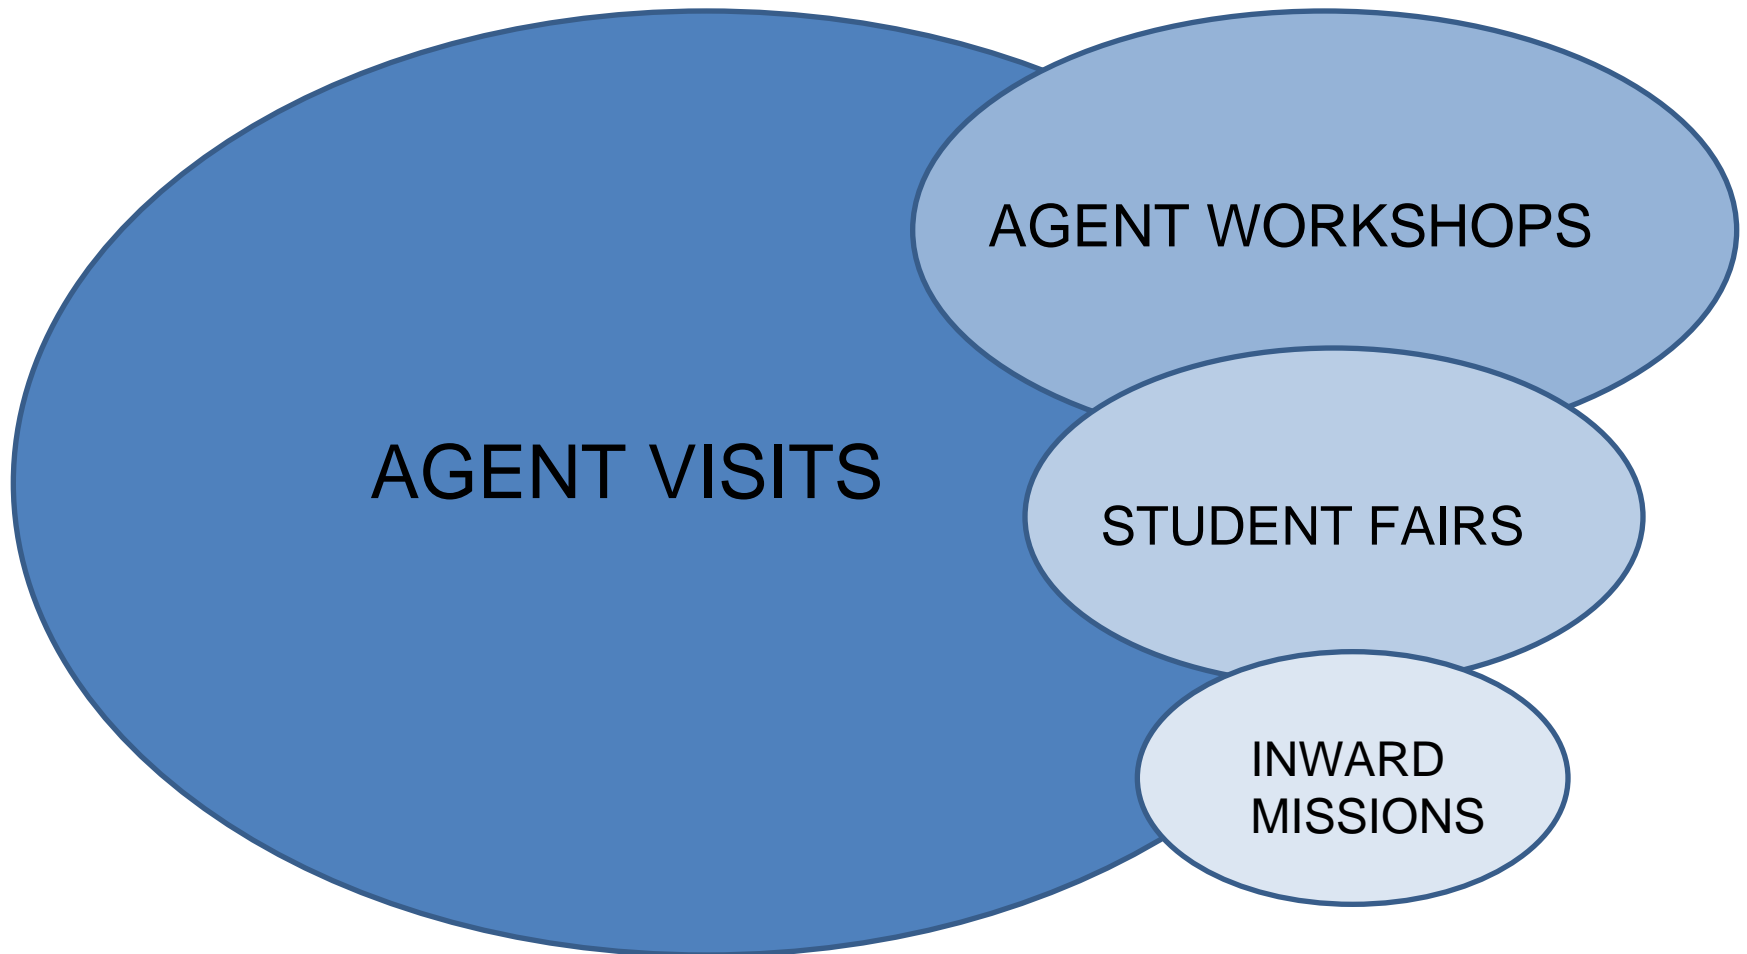 AGENT VISITS
AGENT WORKSHOPS
STUDENT FAIRS
INWARD
MISSIONS